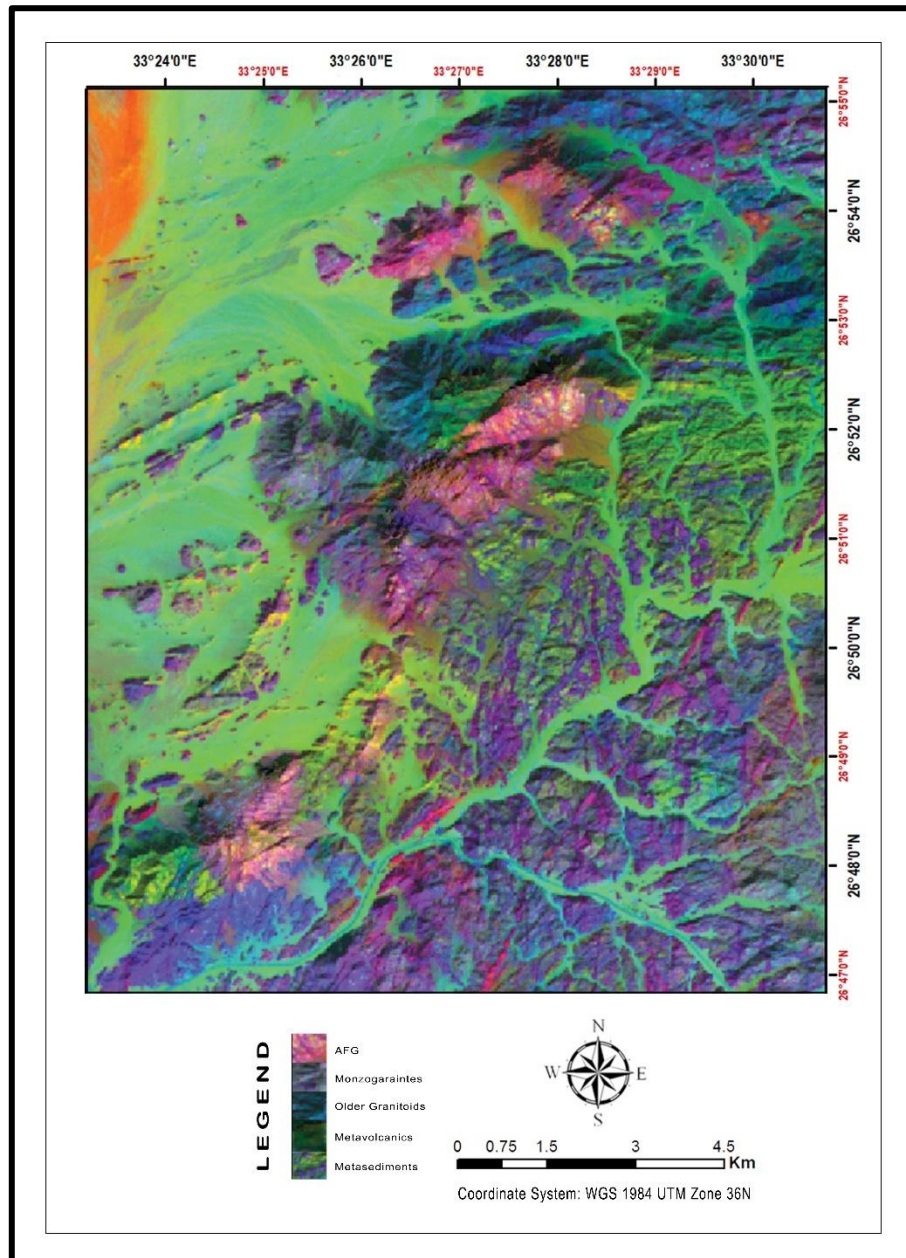 33°24'0"E 33°25'0"E 33°26'0"E 33°27'0"E 33°28'0"E 33°29'0"E 33°30'0"E
26°55'0"N
26°54'0"N
26°53'0"N
26°52'0"N
26°51'0"N
26°50'0"N
26°49'0"N
26°48'0"N
26°47'0"N
LEGEND
AFG
Monzogaraintes
Older Granitoids
Metavolcanics
Metasediments
N
W E
S
0 0.75 1.5 3 4.5
Km
Coordinate System: WGS 1984 UTM Zone 36N